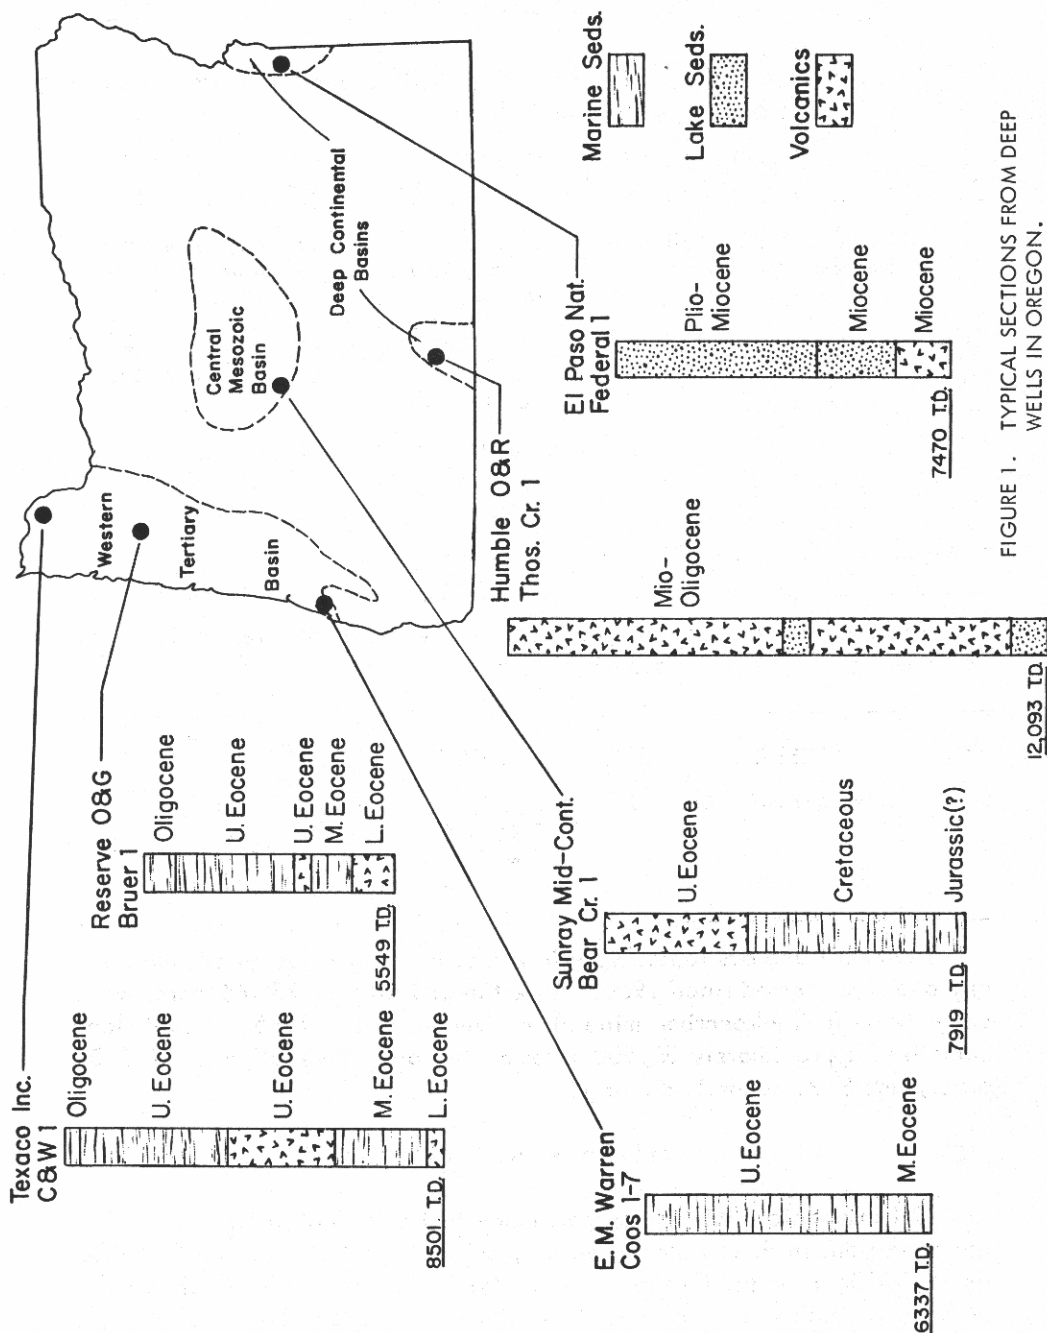 Texaco Inc.
C&W 1
Oligocene
U. Eocene
U. Eocene
M. Eocene
L. Eocene
8501. T.D.
Reserve O&G
Bruer 1
Oligocene
U. Eocene
U. Eocene
M. Eocene
L. Eocene
5549 T.D.
Western
Tertiary
Basin
Central
Mesozoic
Basin
Deep Continental
Basins
E.M. Warren
Coos 1-7
U. Eocene
M. Eocene
6337 T.D.
Sunray Mid-Cont.
Bear Cr. 1
U. Eocene
Cretaceous
Jurassic(?)
7919 T.D.
Humble O&R
Thos. Cr. 1
Mio-
Oligocene
12,093 T.D.
El Paso Nat.
Federal 1
Plio-
Miocene
Miocene
Miocene
7470 T.D.
Marine Seds.
Lake Seds.
Volcanics
FIGURE 1. TYPICAL SECTIONS FROM DEEP
WELLS IN OREGON.